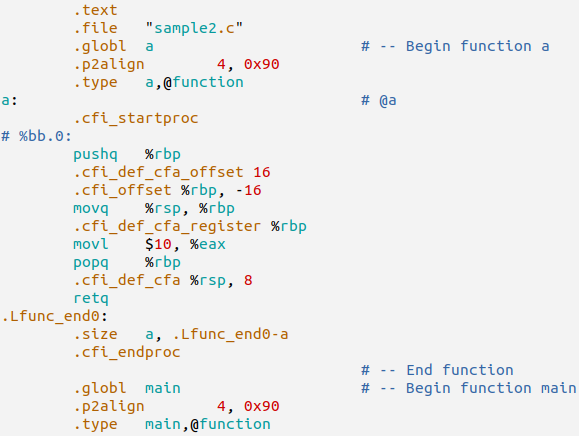 .text
.file "sample2.c"
.globl a # -- Begin function a
.p2align 4, 0x90
.type a,@function
a: # @a
.cfi_startproc
# %bb.0:
pushq %rbp
.cfi_def_cfa_offset 16
.cfi_offset %rbp, -16
movq %rsp, %rbp
.cfi_def_cfa_register %rbp
movl $10, %eax
popq %rbp
.cfi_def_cfa %rsp, 8
retq
.Lfunc_end0:
.size a, .Lfunc_end0-a
.cfi_endproc
# -- End function
.globl main # -- Begin function main
.p2align 4, 0x90
.type main,@function